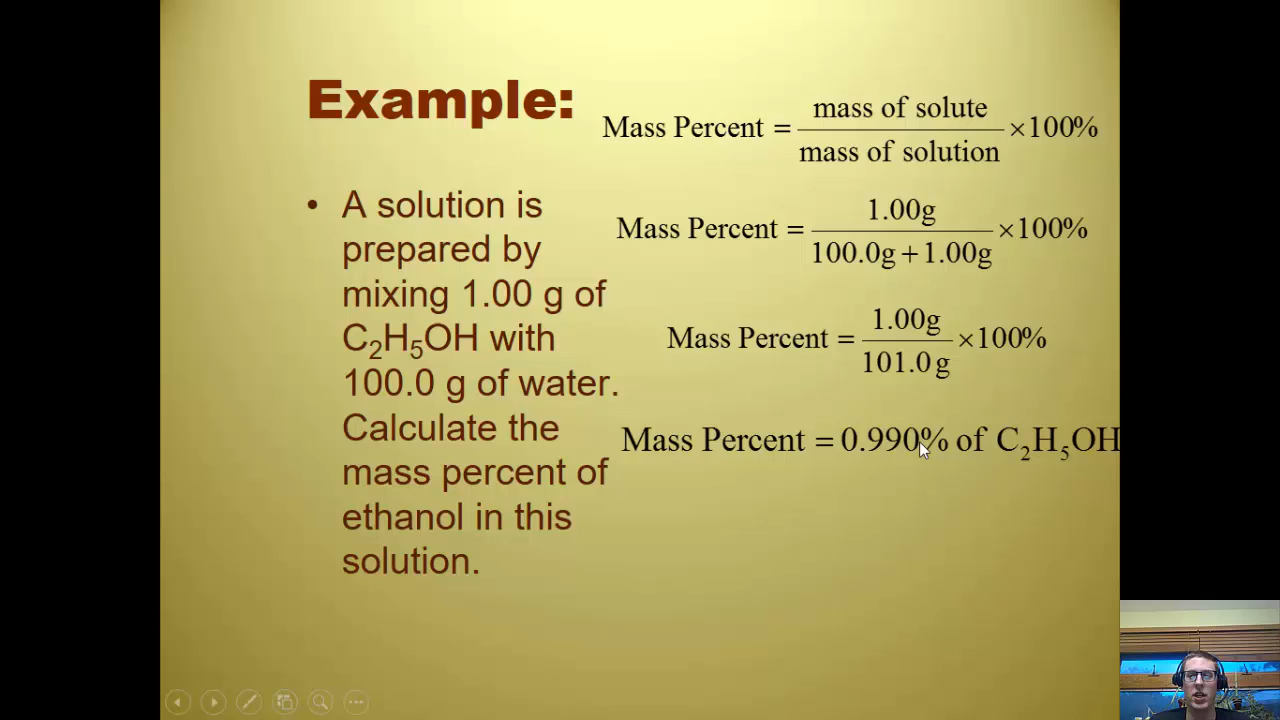 Example:
• A solution is
prepared by
mixing 1.00 g of
C₂H₅OH with
100.0 g of water.
Calculate the
mass percent of
ethanol in this
solution.
Mass Percent = mass of solute / mass of solution ×100%
Mass Percent = 1.00g / 100.0g + 1.00g ×100%
Mass Percent = 1.00g / 101.0 g ×100%
Mass Percent = 0.990% of C₂H₅OH